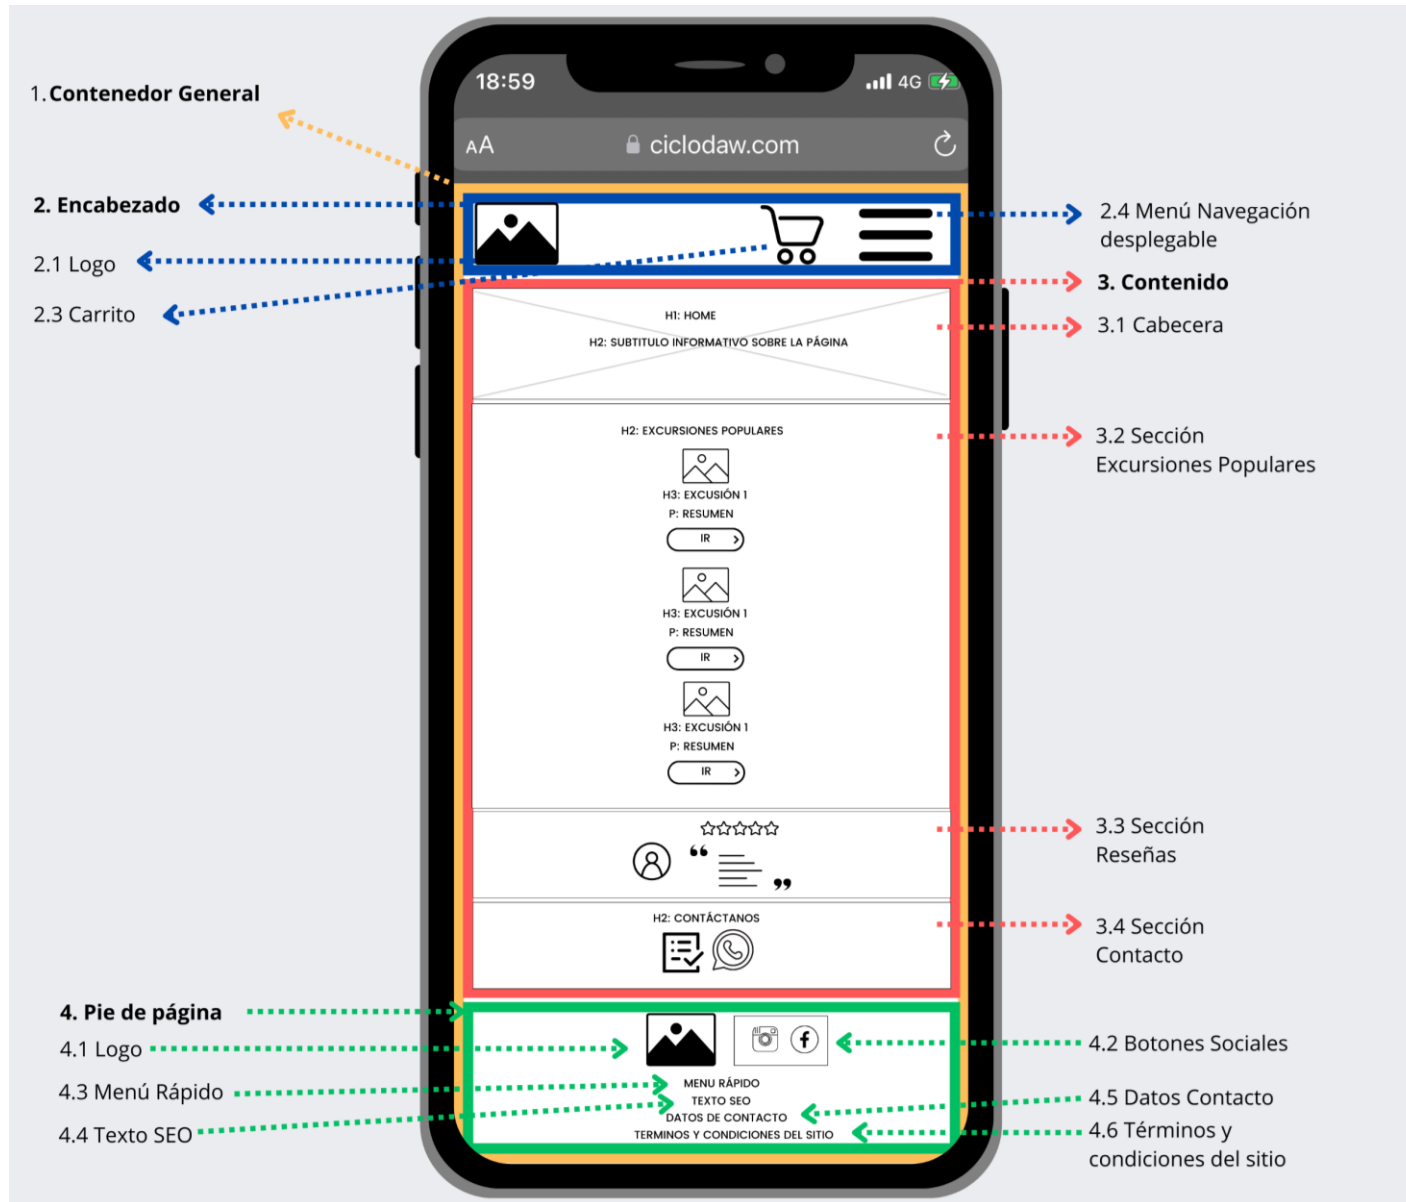 18:59
4G
AA
ciclodaw.com
1. Contenedor General
2. Encabezado
2.1 Logo
2.3 Carrito
2.4 Menú Navegación
desplegable
3. Contenido
3.1 Cabecera
H1: HOME
H2: SUBTITULO INFORMATIVO SOBRE LA PÁGINA
H2: EXCURSIONES POPULARES
3.2 Sección
Excursiones Populares
H3: EXCUSIÓN 1
P: RESUMEN
IR
H3: EXCUSIÓN 1
P: RESUMEN
IR
H3: EXCUSIÓN 1
P: RESUMEN
IR
“
”
3.3 Sección
Reseñas
H2: CONTÁCTANOS
3.4 Sección
Contacto
4. Pie de página
4.1 Logo
4.3 Menú Rápido
4.4 Texto SEO
MENU RÁPIDO
TEXTO SEO
DATOS DE CONTACTO
TERMINOS Y CONDICIONES DEL SITIO
4.2 Botones Sociales
4.5 Datos Contacto
4.6 Términos y
condiciones del sitio